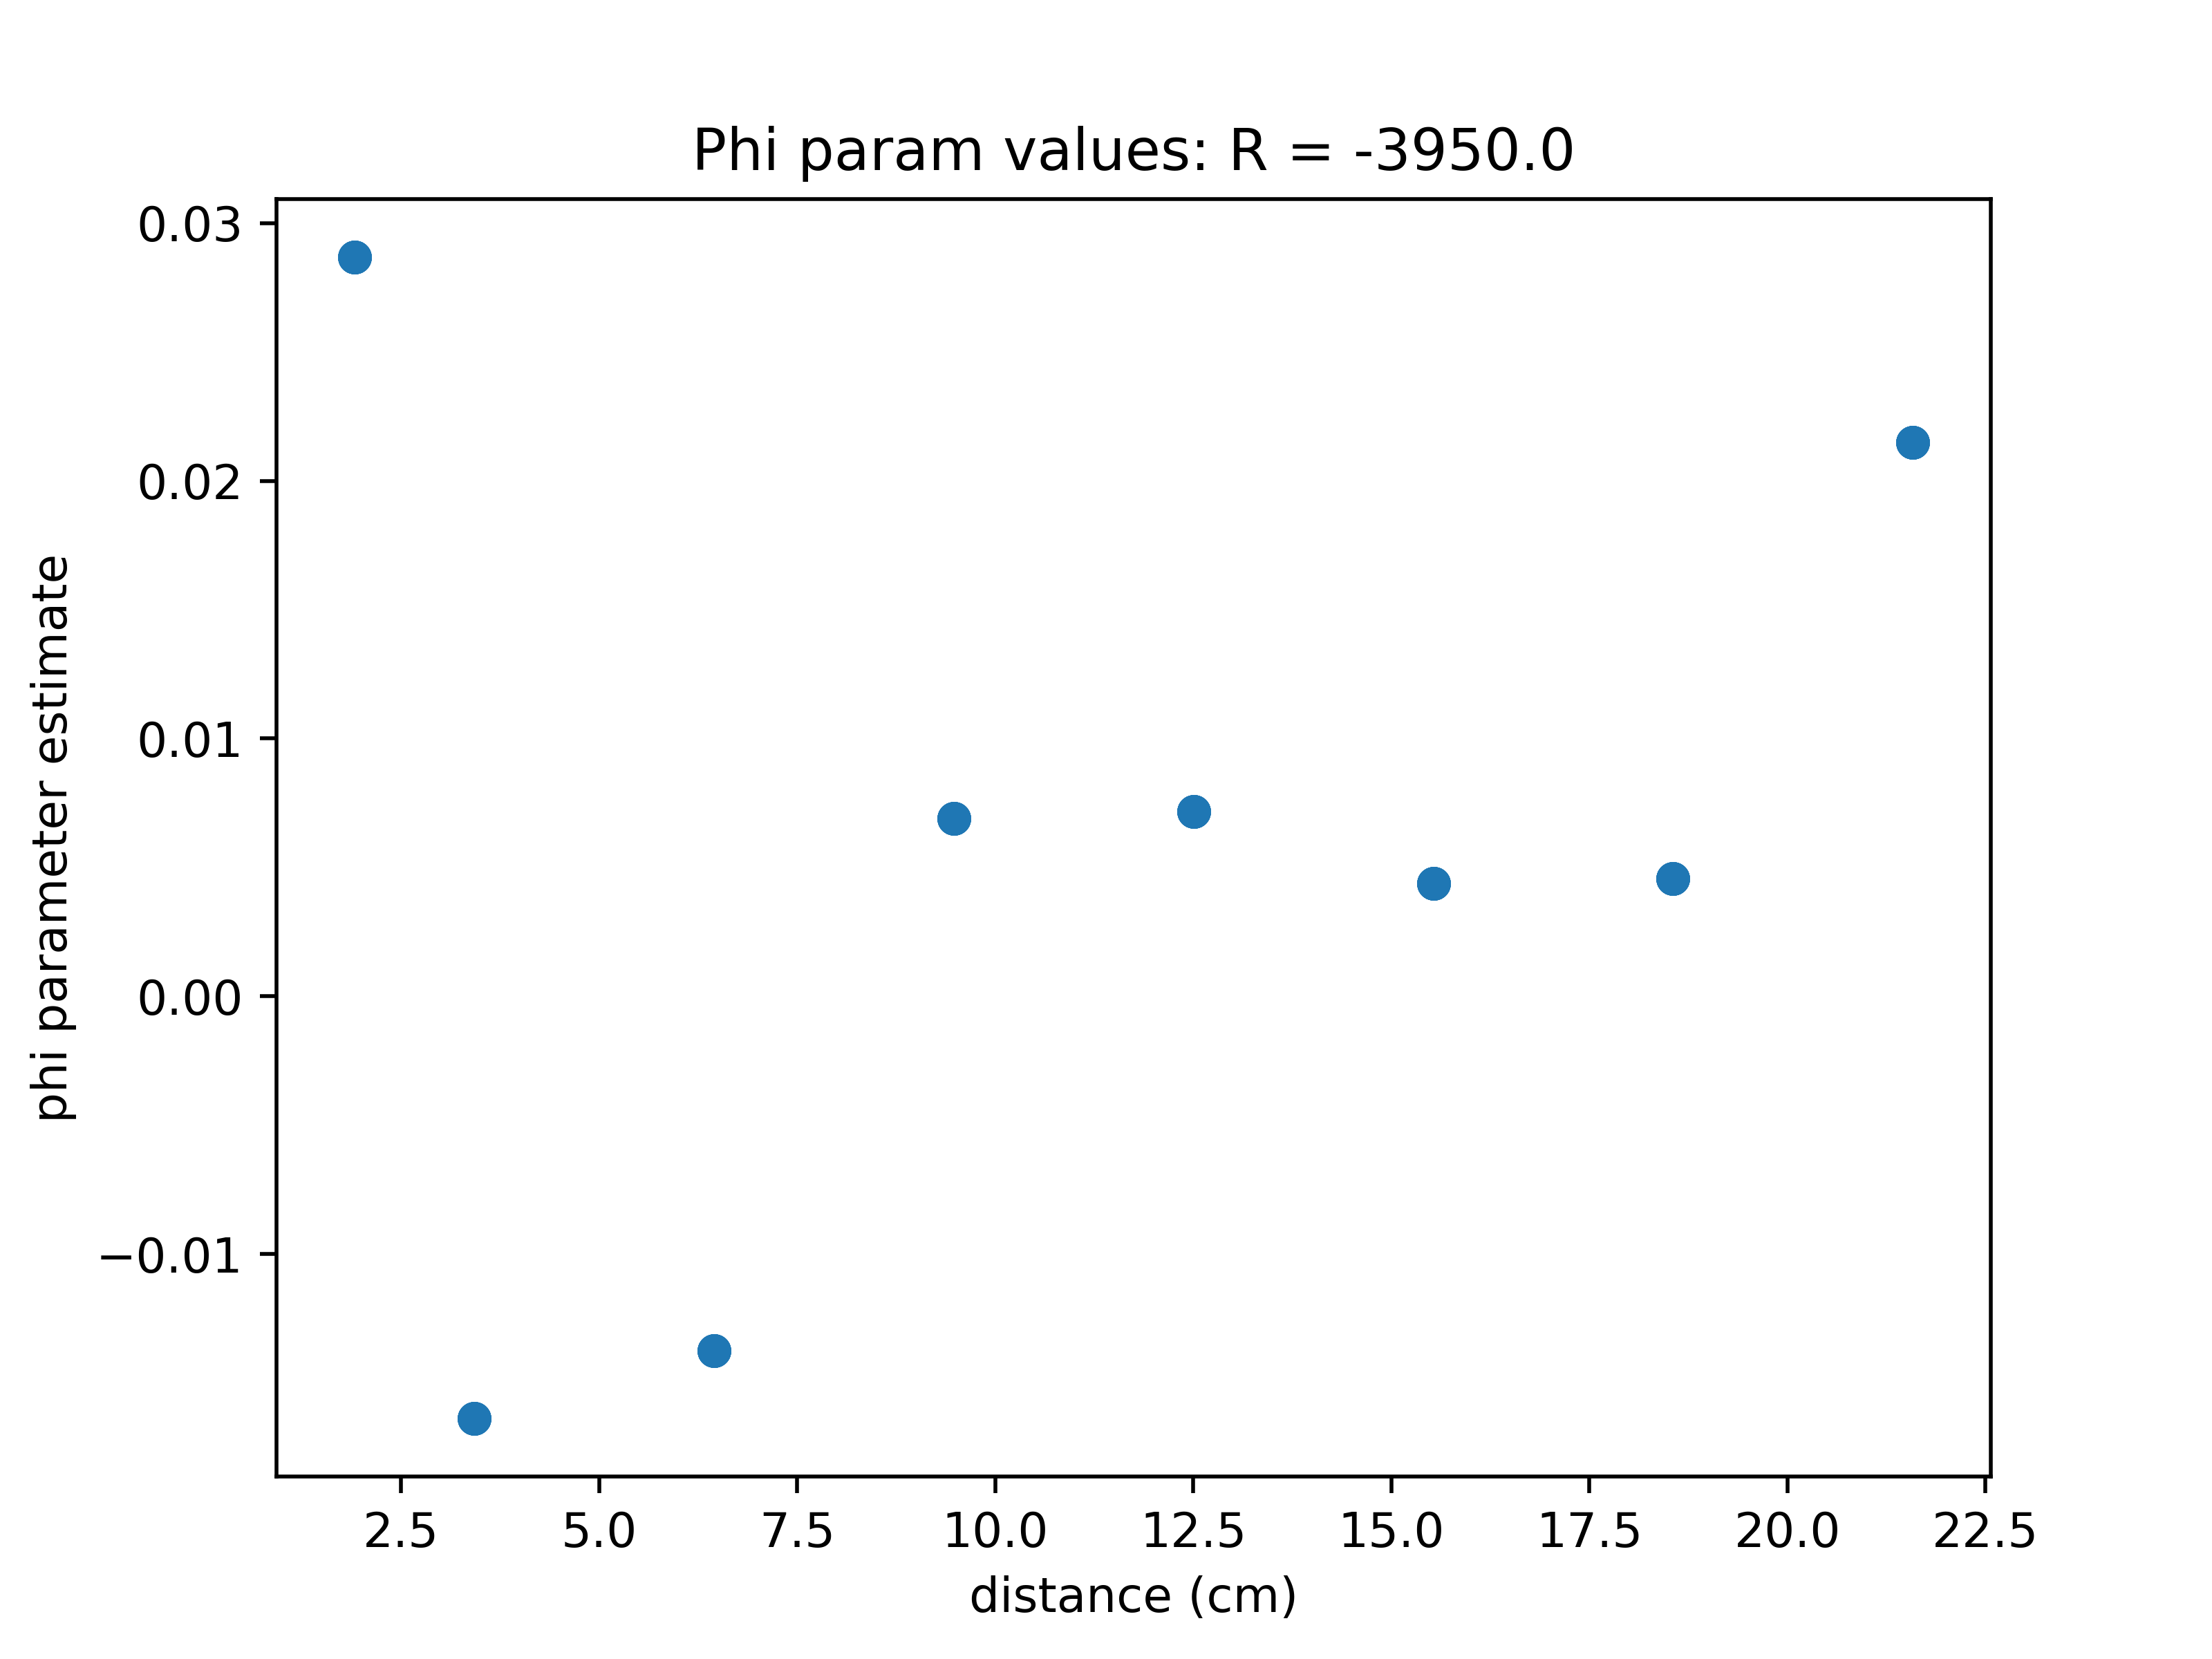 Phi param values: R = -3950.0
0.03
0.02
0.01
0.00
−0.01
phi parameter estimate
2.5 5.0 7.5 10.0 12.5 15.0 17.5 20.0 22.5
distance (cm)